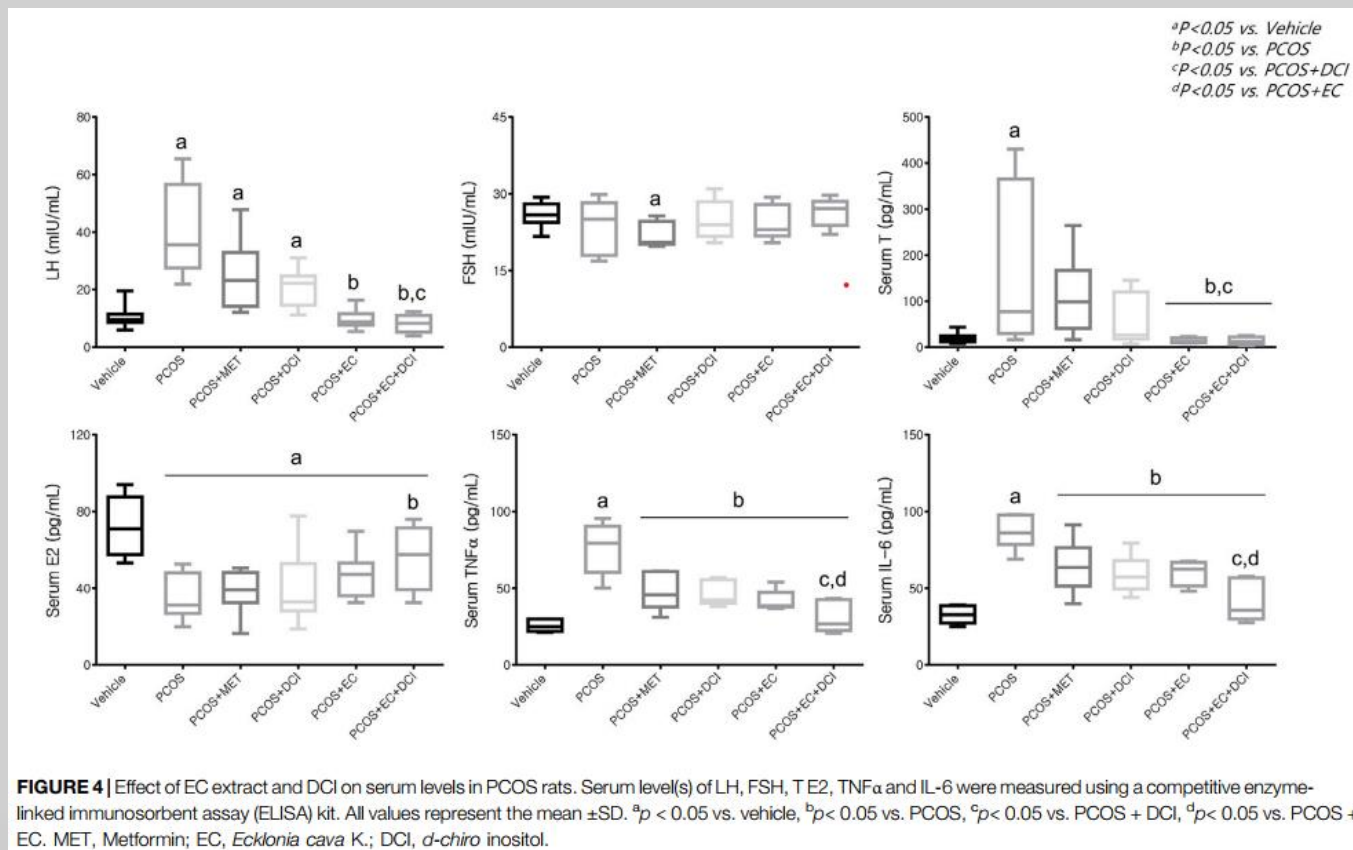 ᵃP<0.05 vs. Vehicle
ᵇP<0.05 vs. PCOS
ᶜP<0.05 vs. PCOS+DCI
ᵈP<0.05 vs. PCOS+EC
LH (mIU/mL)
80
60
40
20
0
a
a
a
b
b,c
Vehicle
PCOS
PCOS+MET
PCOS+DCI
PCOS+EC
PCOS+EC+DCI
FSH (mIU/mL)
45
30
15
0
a
Vehicle
PCOS
PCOS+MET
PCOS+DCI
PCOS+EC
PCOS+EC+DCI
Serum T (pg/mL)
500
400
300
200
100
0
a
b,c
Vehicle
PCOS
PCOS+MET
PCOS+DCI
PCOS+EC
PCOS+EC+DCI
Serum E2 (pg/mL)
120
80
40
0
a
b
Vehicle
PCOS
PCOS+MET
PCOS+DCI
PCOS+EC
PCOS+EC+DCI
Serum TNFα (pg/mL)
150
100
50
0
a
b
c,d
Vehicle
PCOS
PCOS+MET
PCOS+DCI
PCOS+EC
PCOS+EC+DCI
Serum IL-6 (pg/mL)
150
100
50
0
a
b
c,d
Vehicle
PCOS
PCOS+MET
PCOS+DCI
PCOS+EC
PCOS+EC+DCI
FIGURE 4 | Effect of EC extract and DCI on serum levels in PCOS rats. Serum level(s) of LH, FSH, T E2, TNFα and IL-6 were measured using a competitive enzyme-
linked immunosorbent assay (ELISA) kit. All values represent the mean ±SD. ᵃp < 0.05 vs. vehicle, ᵇp< 0.05 vs. PCOS, ᶜp< 0.05 vs. PCOS + DCI, ᵈp< 0.05 vs. PCOS +
EC. MET, Metformin; EC, Ecklonia cava K.; DCI, d-chiro inositol.